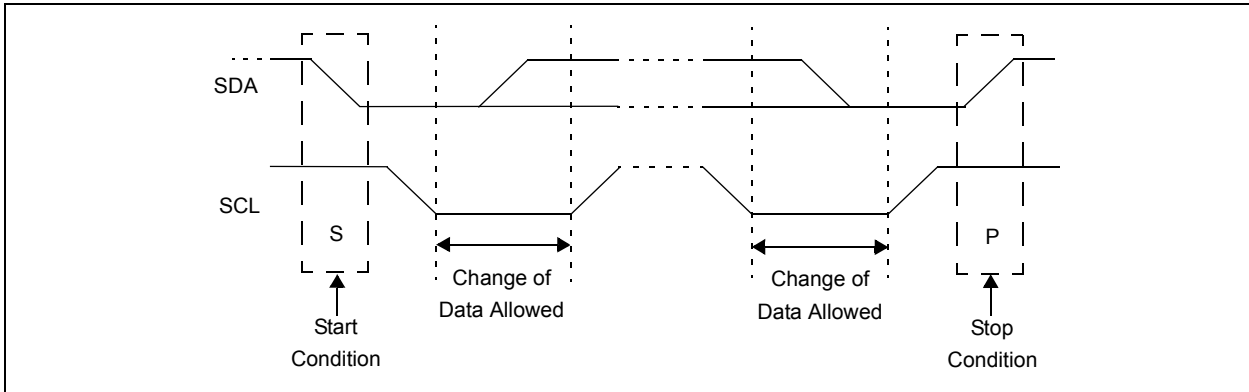 SDA
SCL
S
P
Change of
Data Allowed
Change of
Data Allowed
Start
Condition
Stop
Condition